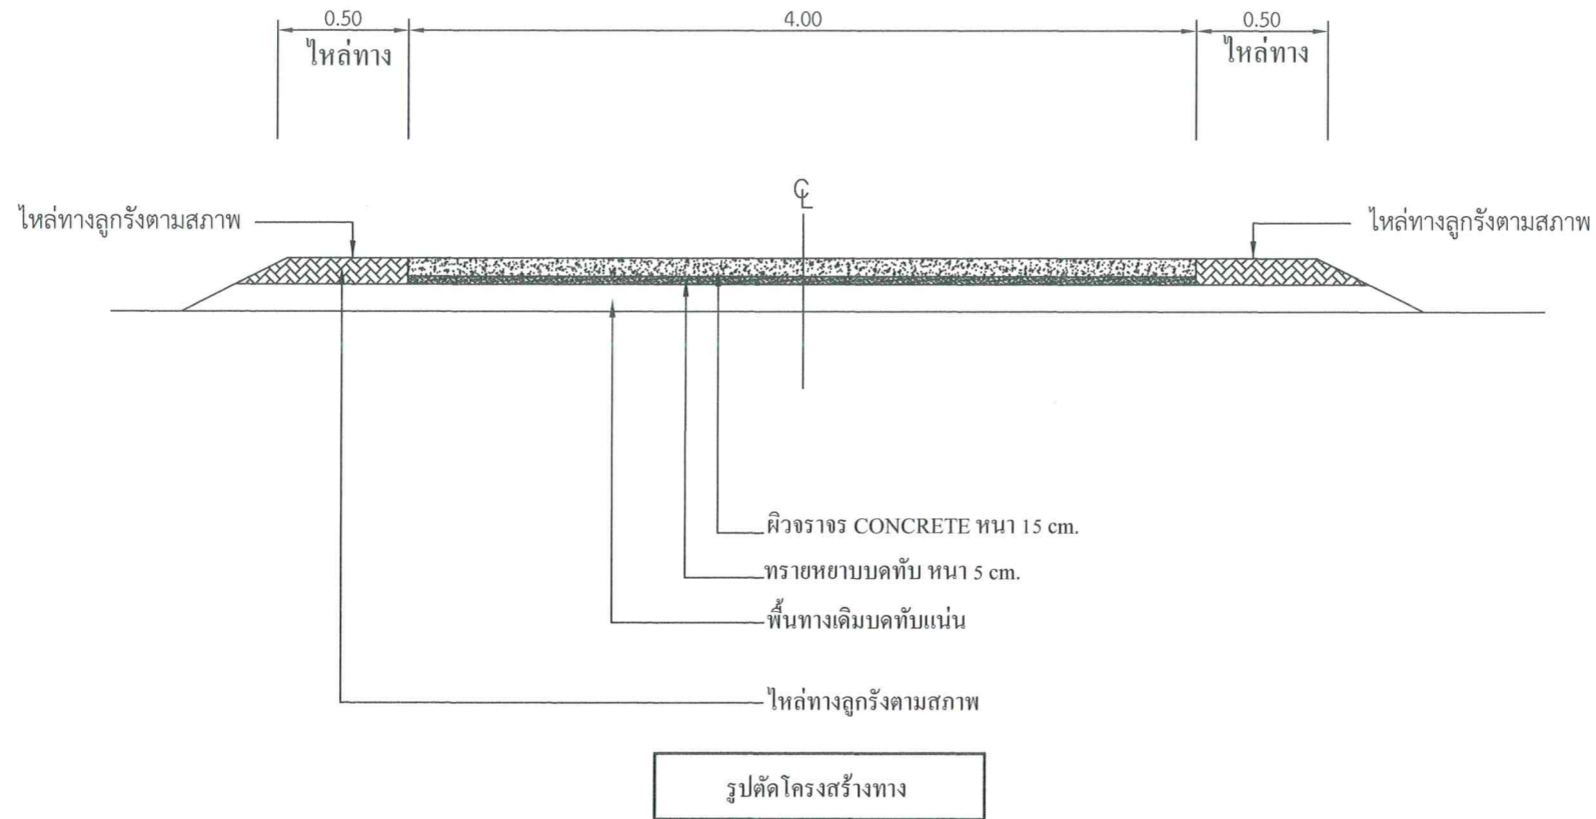 0.50
4.00
0.50
ไหล่ทาง
ไหล่ทาง
℄
ไหล่ทางลูกรังตามสภาพ
ไหล่ทางลูกรังตามสภาพ
ผิวจราจร CONCRETE หนา 15 cm.
ทรายหยาบบดทับ หนา 5 cm.
พื้นทางเดิมบดทับแน่น
ไหล่ทางลูกรังตามสภาพ
รูปตัดโครงสร้างทาง